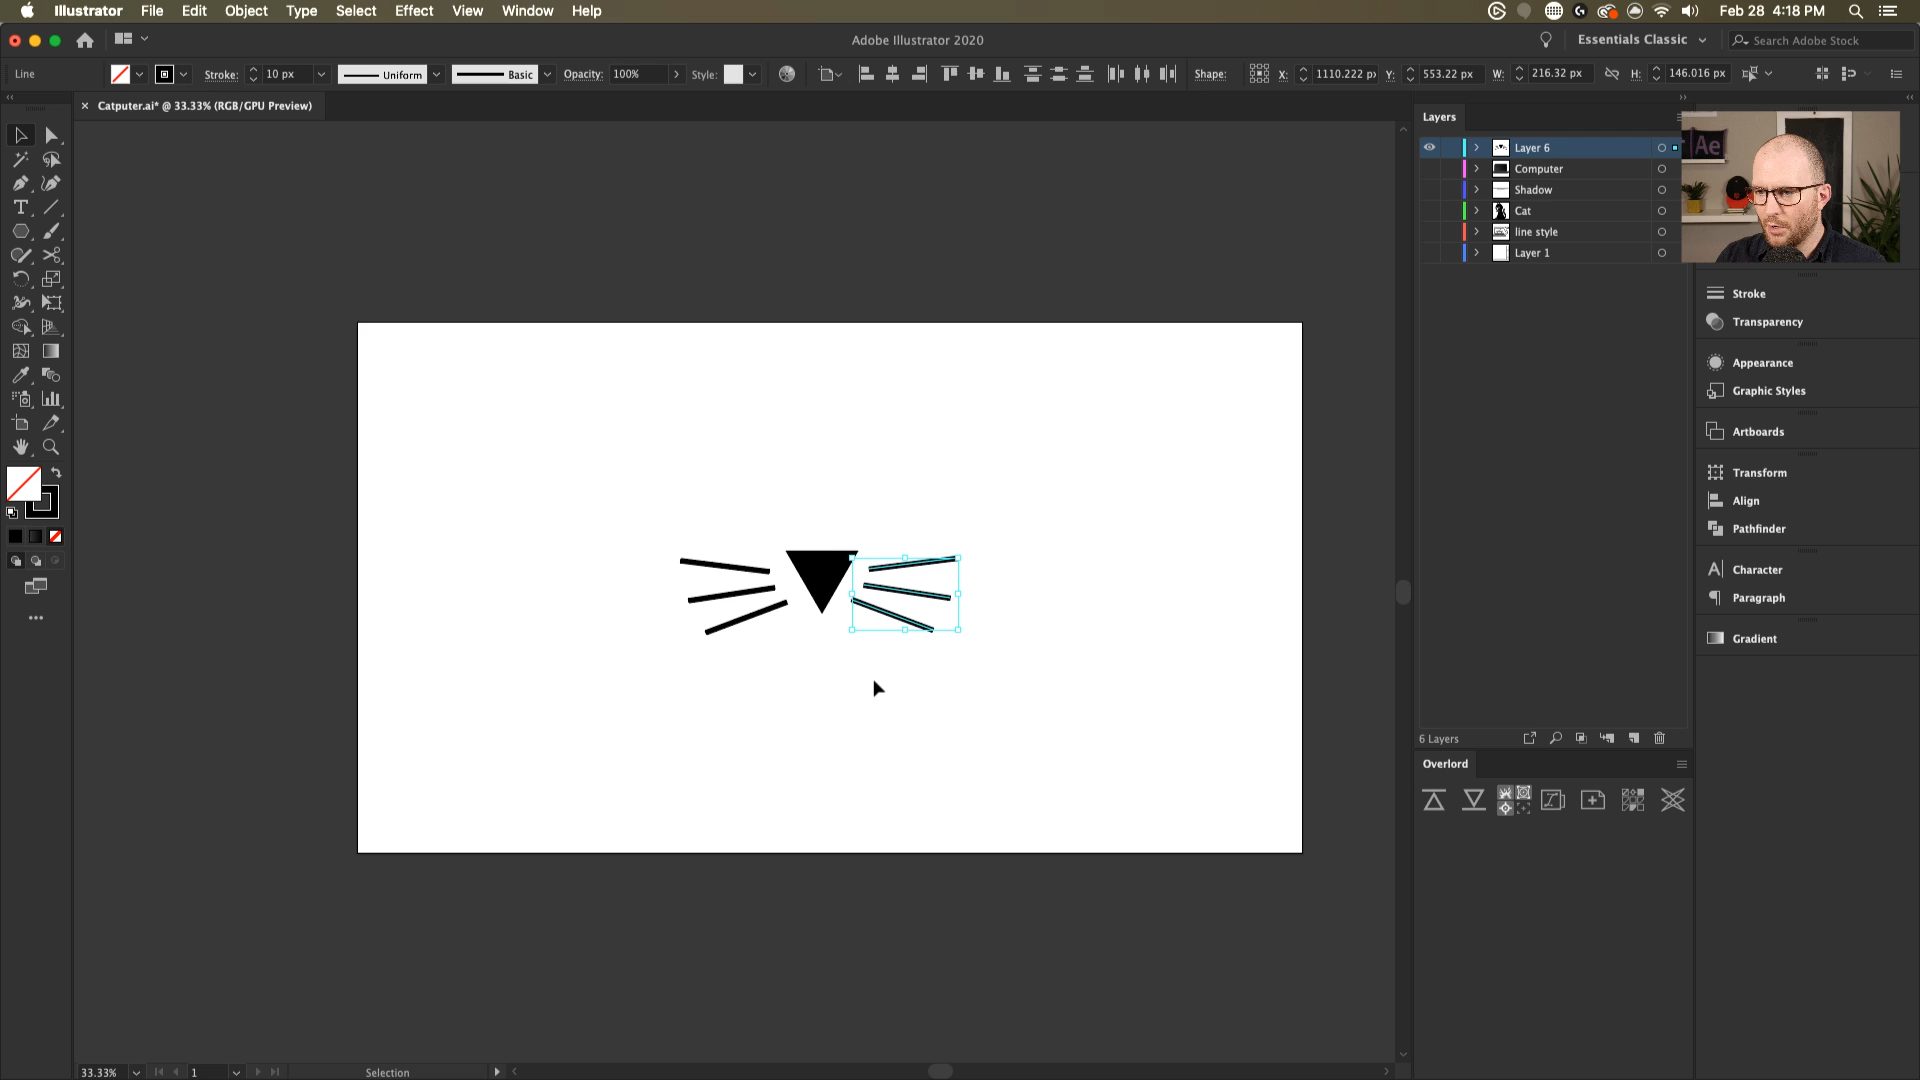 Illustrator File Edit Object Type Select Effect View Window Help
Feb 28 4:18 PM
Adobe Illustrator 2020
Essentials Classic
Search Adobe Stock
Line
Stroke: 10 px
Uniform
Basic
Opacity: 100%
Style:
Shape:
X: 1110.222 px
Y: 553.22 px
W: 216.32 px
H: 146.016 px
× Catputer.ai* @ 33.33% (RGB/GPU Preview)
Layers
Ae
Layer 6
Computer
Shadow
Cat
line style
Layer 1
Stroke
Transparency
Appearance
Graphic Styles
Artboards
Transform
Align
Pathfinder
Character
Paragraph
Gradient
6 Layers
Overlord
33.33%
1
Selection